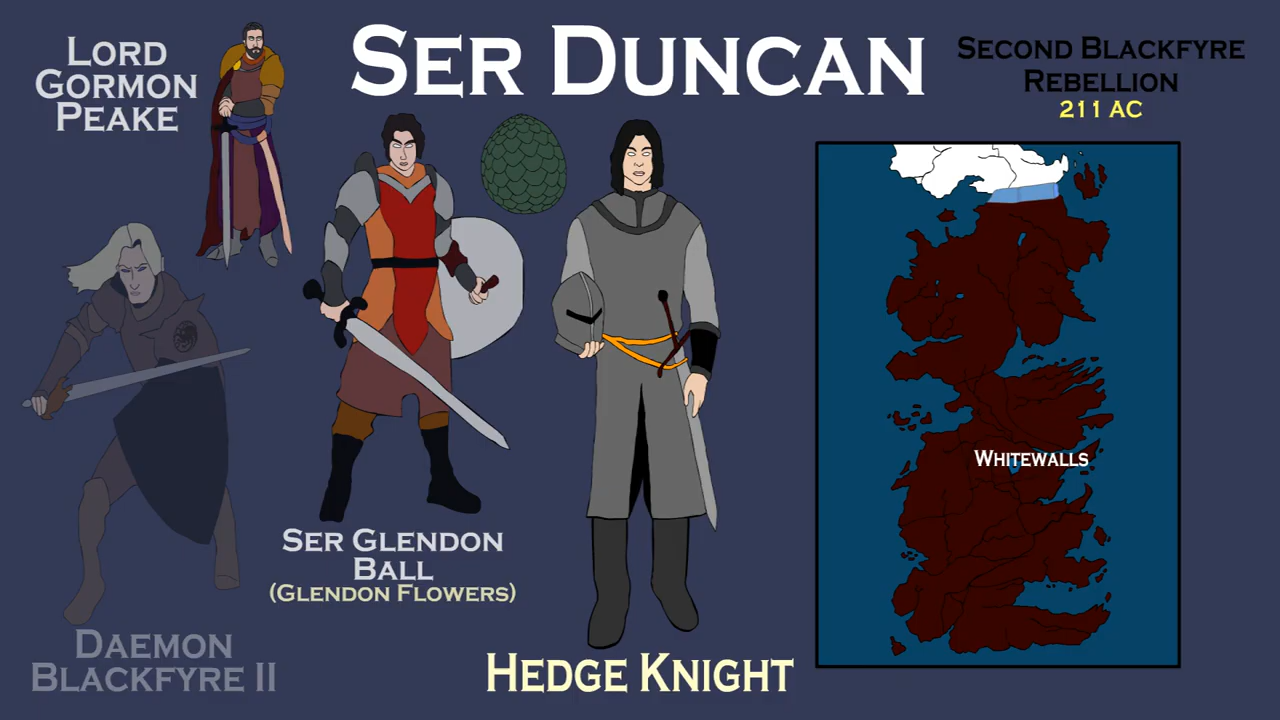 Lord
Gormon
Peake
Ser Duncan
Second Blackfyre
Rebellion
211 AC
Whitewalls
Ser Glendon
Ball
(Glendon Flowers)
Daemon
Blackfyre II
Hedge Knight